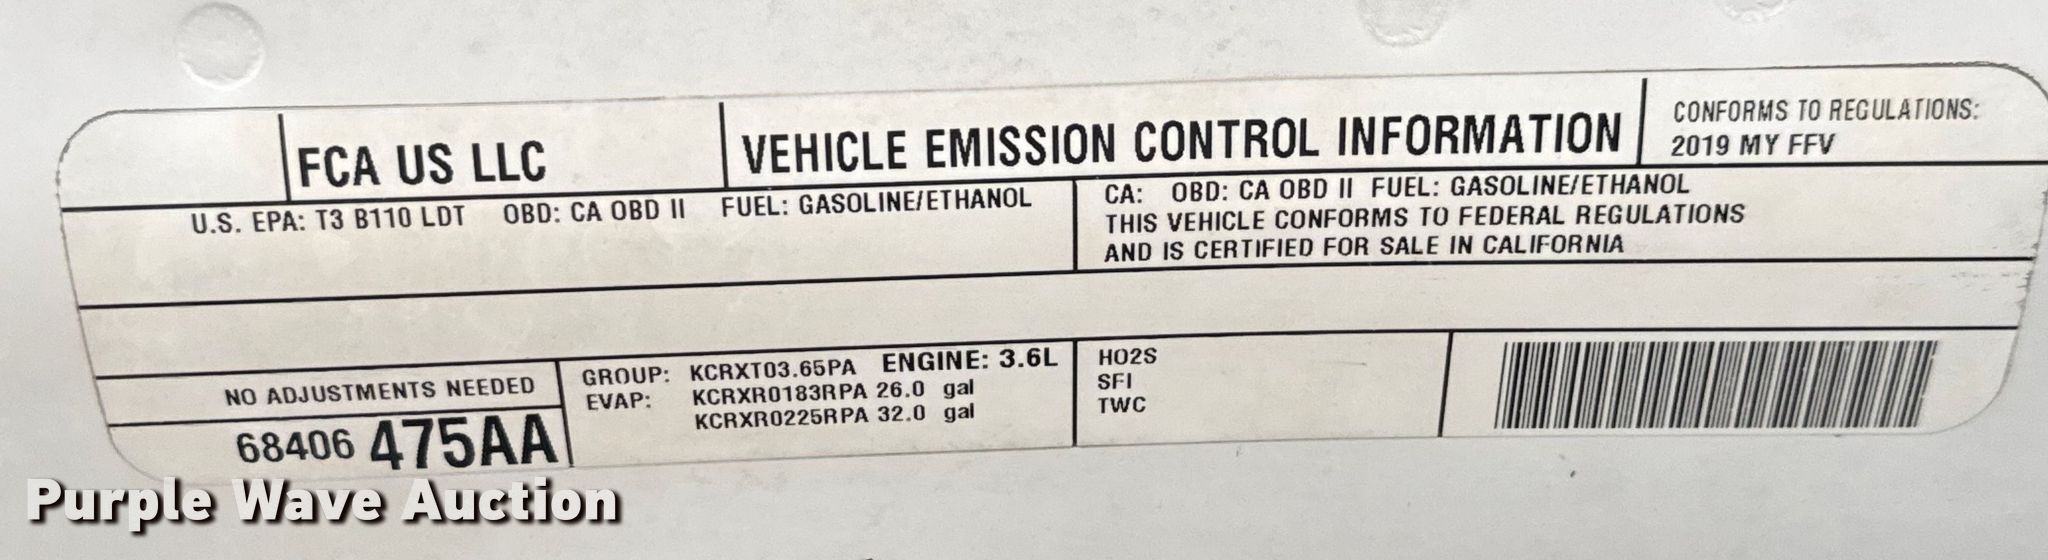 FCA US LLC
VEHICLE EMISSION CONTROL INFORMATION
CONFORMS TO REGULATIONS:
2019 MY FFV
U.S. EPA: T3 B110 LDT OBD: CA OBD II FUEL: GASOLINE/ETHANOL
CA: OBD: CA OBD II FUEL: GASOLINE/ETHANOL
THIS VEHICLE CONFORMS TO FEDERAL REGULATIONS
AND IS CERTIFIED FOR SALE IN CALIFORNIA
NO ADJUSTMENTS NEEDED
68406 475AA
GROUP: KCRXT03.65PA ENGINE: 3.6L
EVAP: KCRXR0183RPA 26.0 gal
KCRXR0225RPA 32.0 gal
HO2S
SFI
TWC
Purple Wave Auction